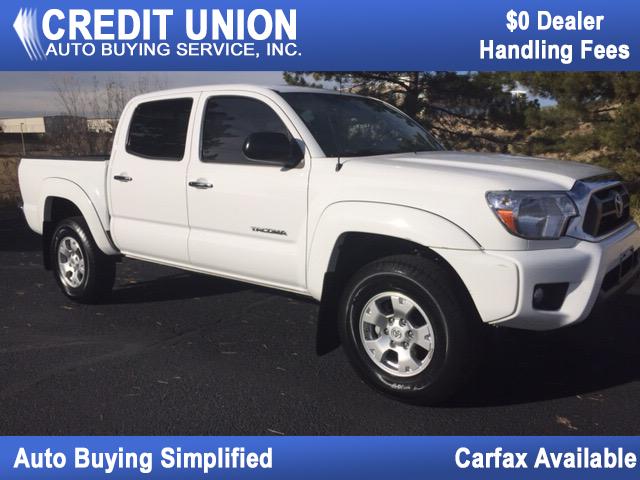 CREDIT UNION
AUTO BUYING SERVICE, INC.
$0 Dealer
Handling Fees
TACOMA
Auto Buying Simplified
Carfax Available